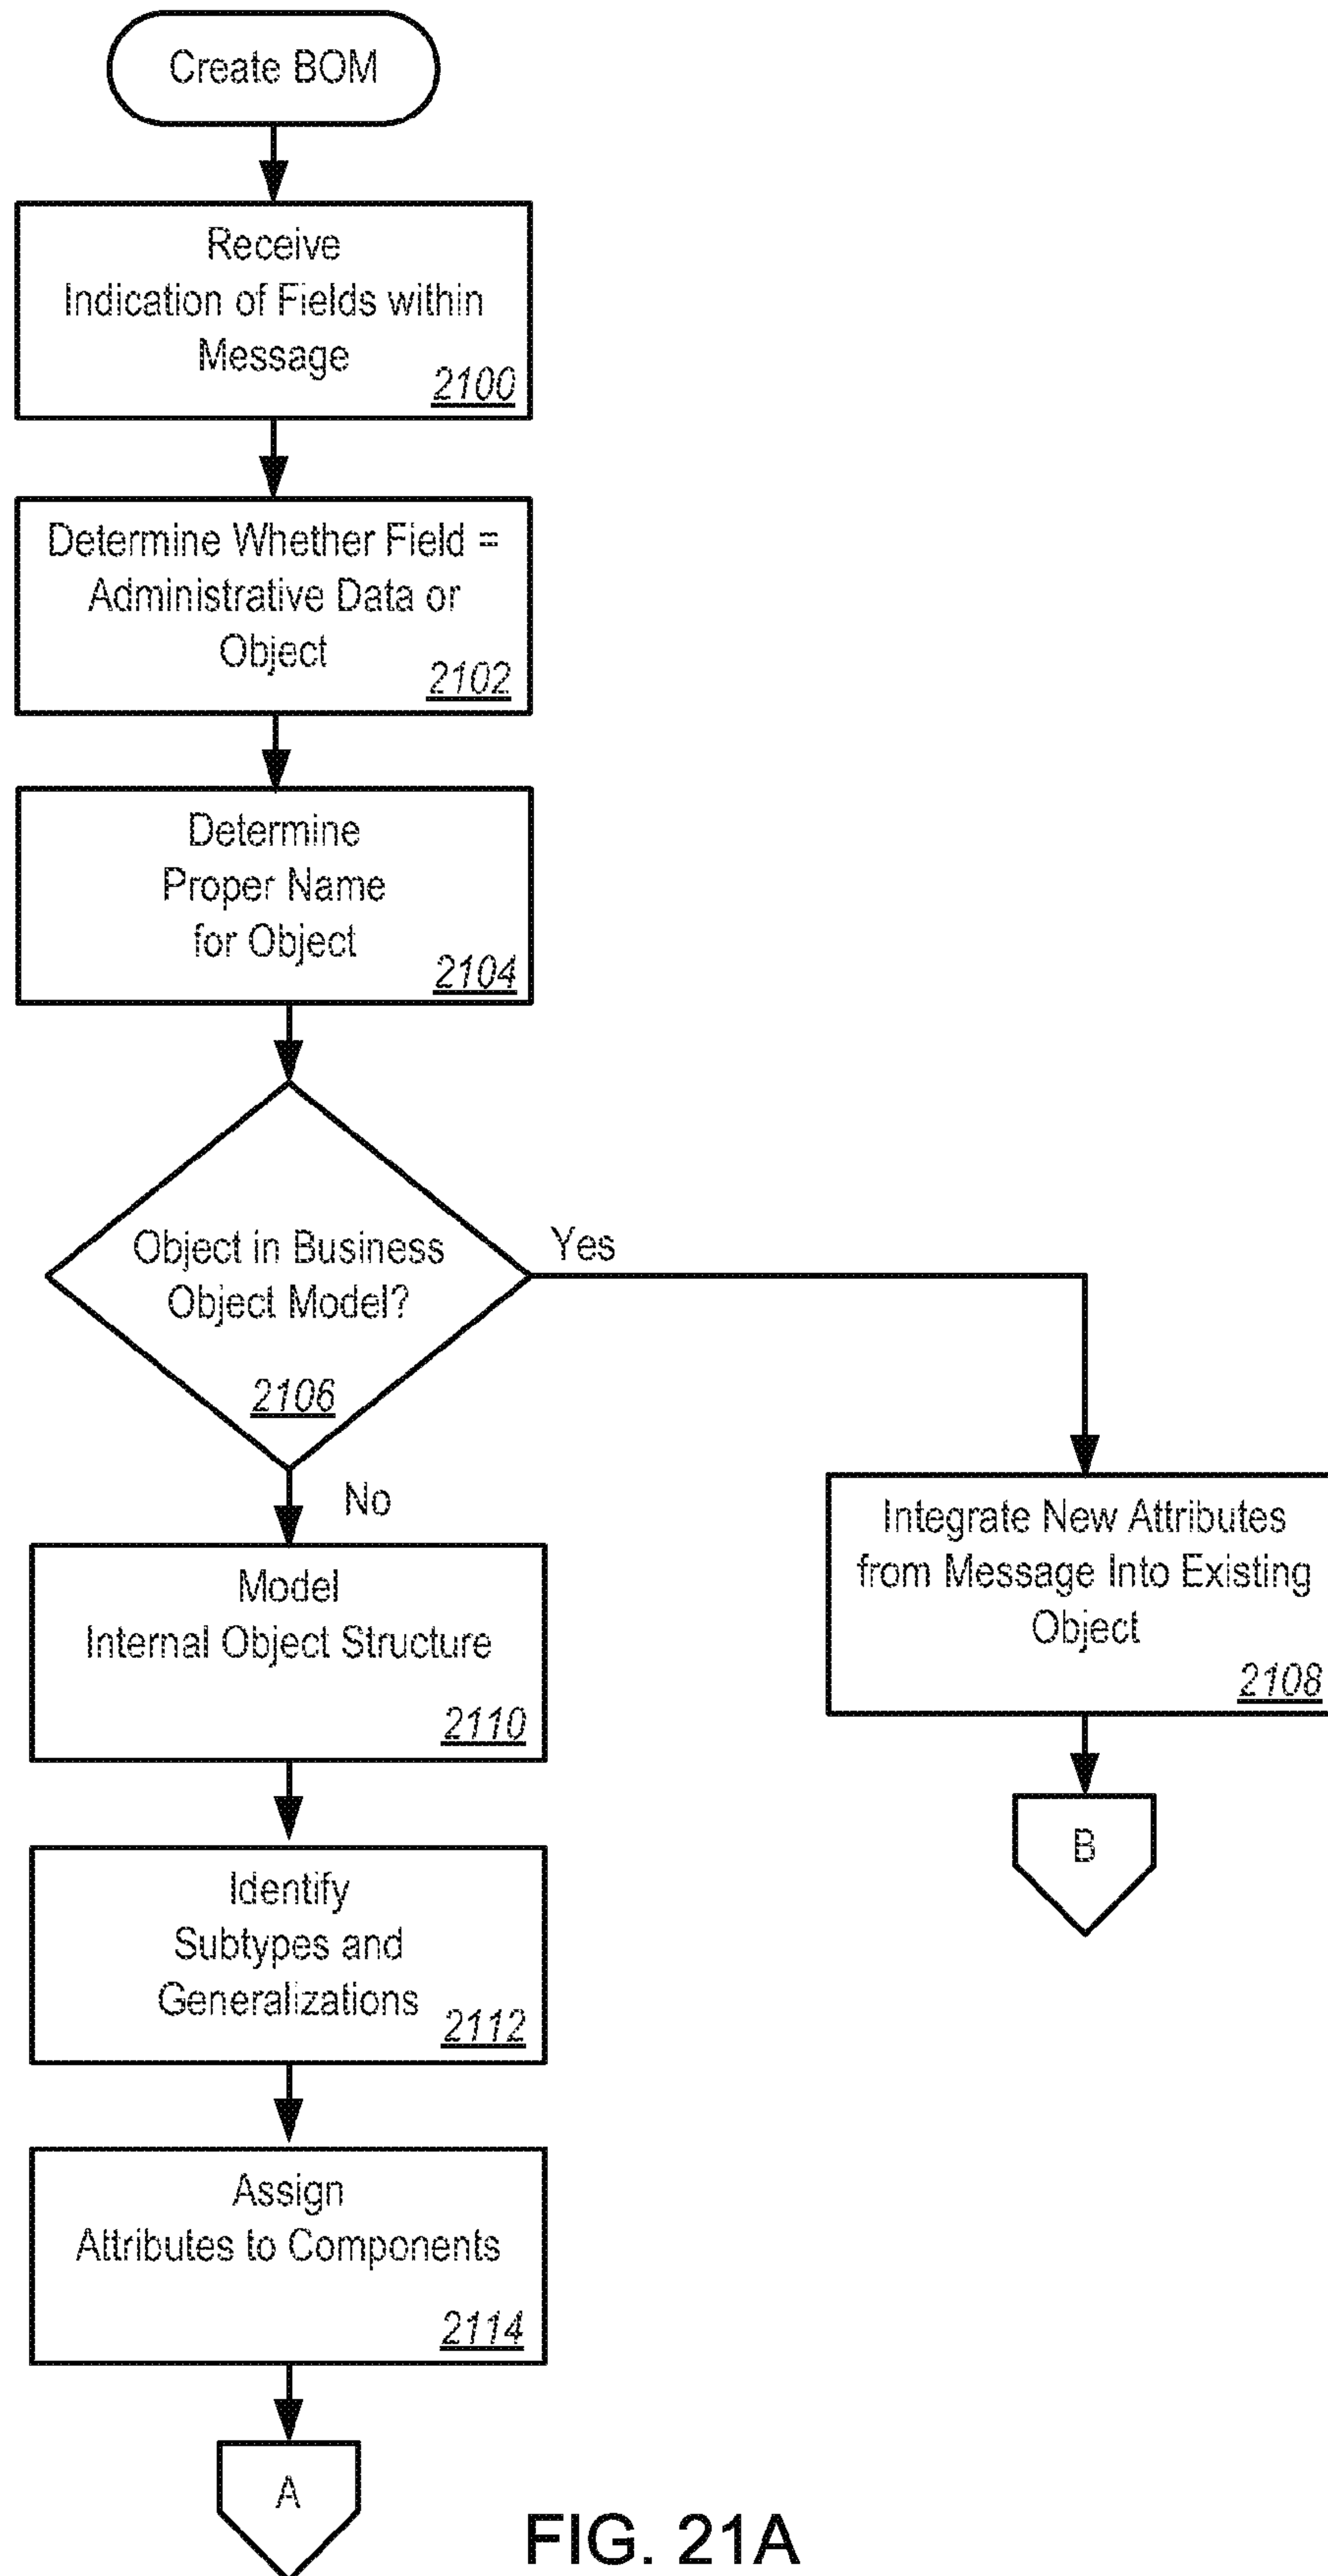 Create BOM
Receive
Indication of Fields within
Message
2100
Determine Whether Field =
Administrative Data or
Object
2102
Determine
Proper Name
for Object
2104
Object in Business
Object Model?
2106
Yes
No
Integrate New Attributes
from Message Into Existing
Object
2108
B
Model
Internal Object Structure
2110
Identify
Subtypes and
Generalizations
2112
Assign
Attributes to Components
2114
A
FIG. 21A